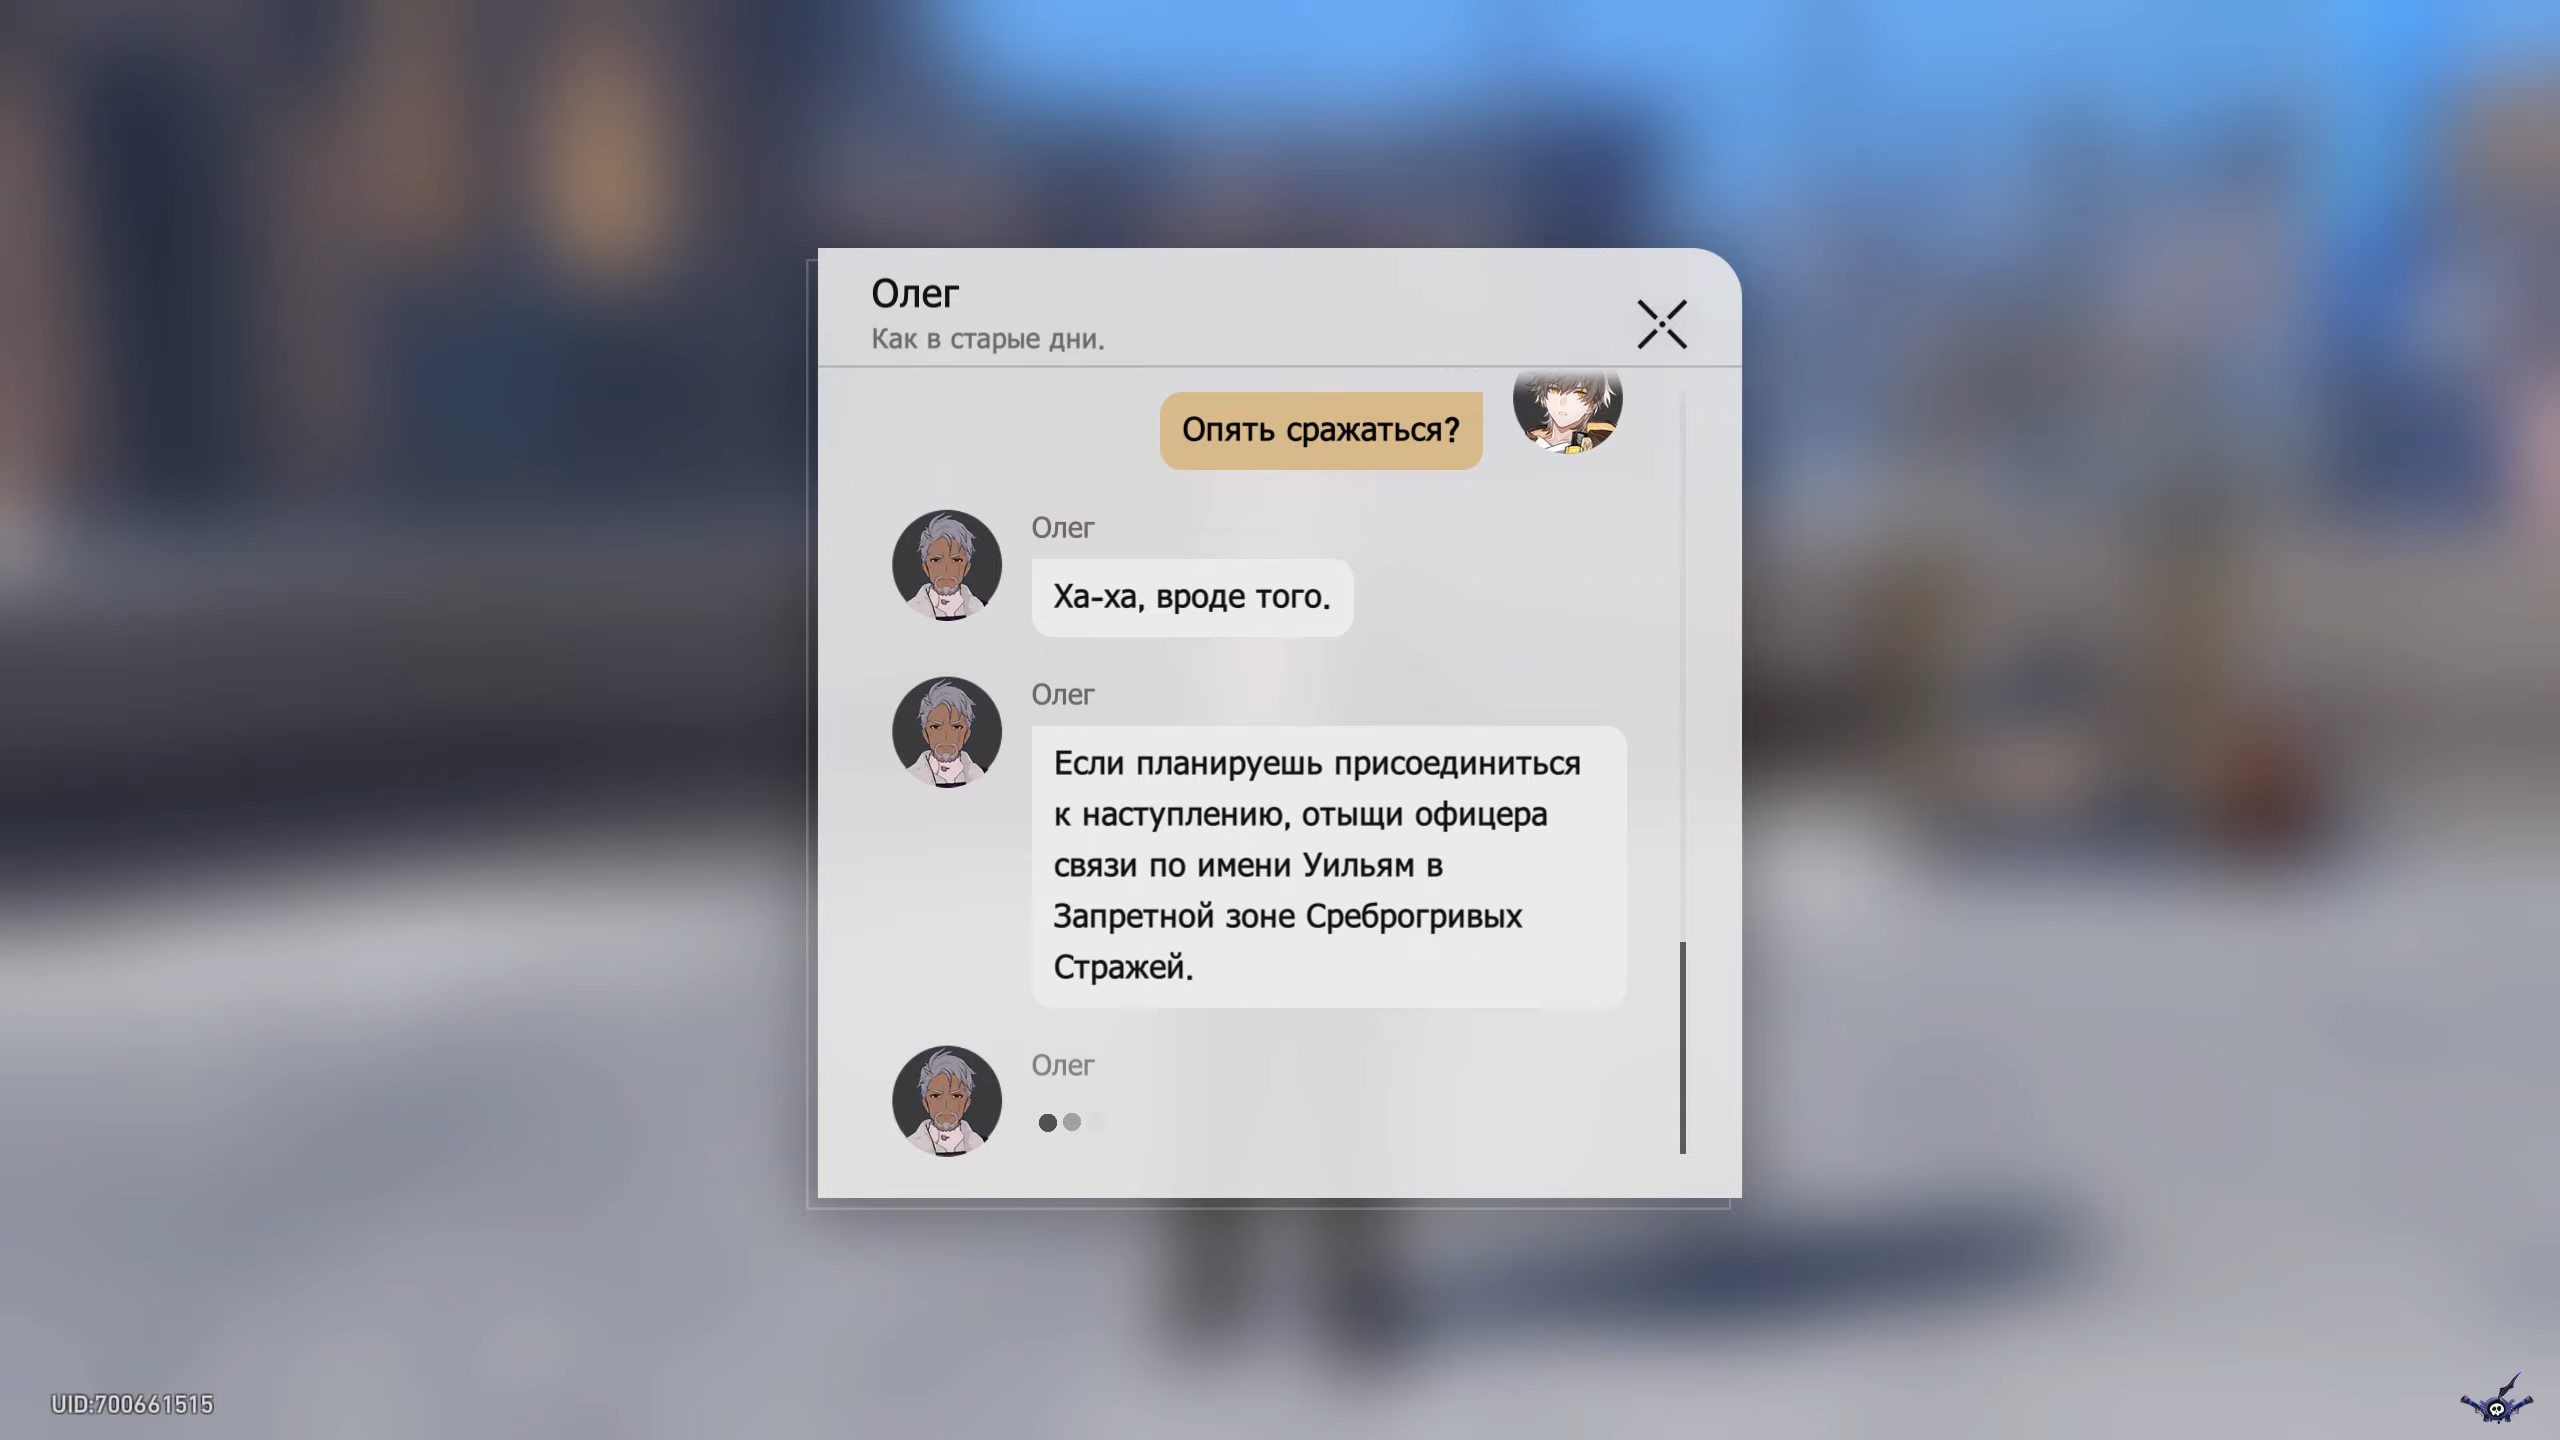 Олег
Как в старые дни.
Опять сражаться?
Олег
Ха-ха, вроде того.
Олег
Если планируешь присоединиться
к наступлению, отыщи офицера
связи по имени Уильям в
Запретной зоне Среброгривых
Стражей.
Олег
UID:700661515